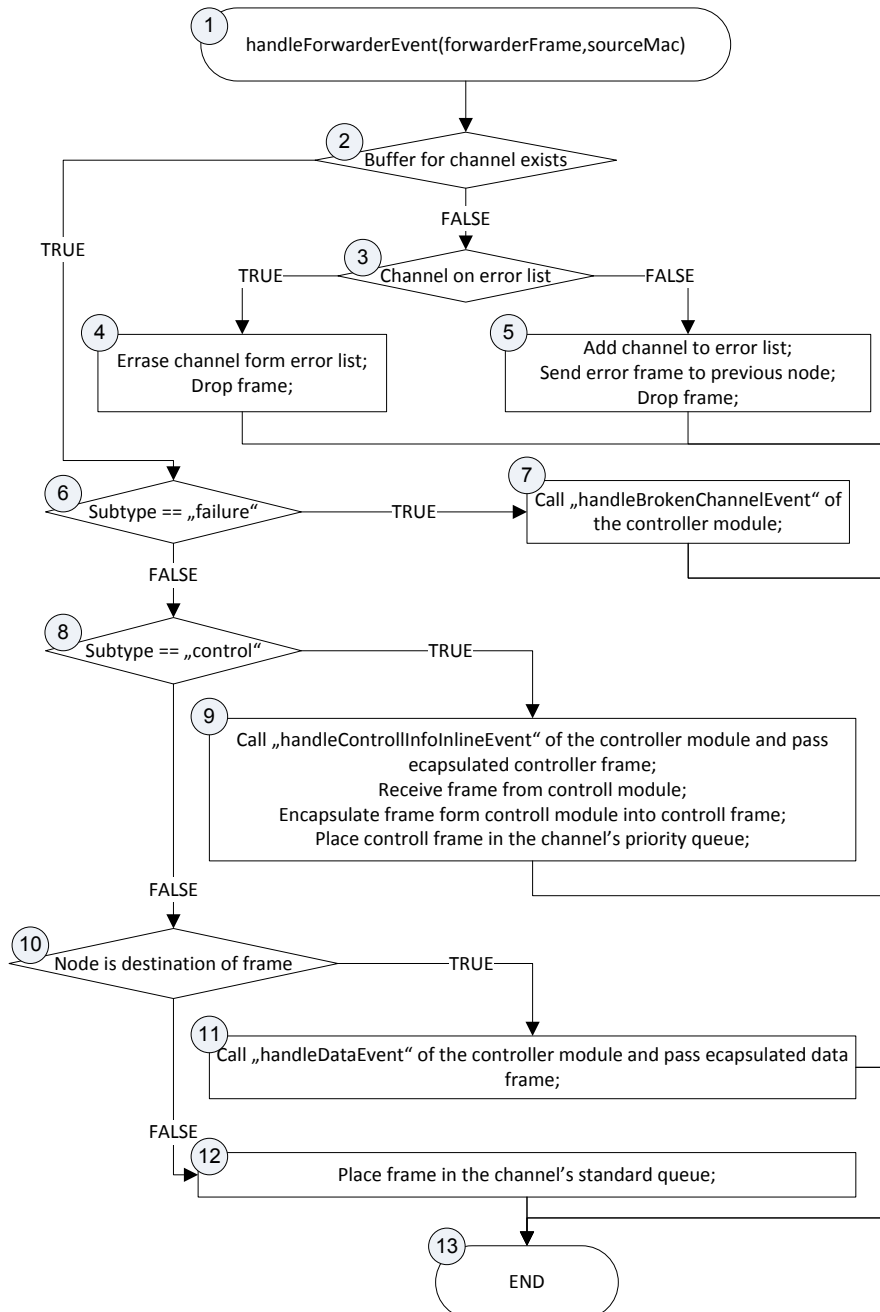 1
handleForwarderEvent(forwarderFrame,sourceMac)
2
Buffer for channel exists
TRUE
FALSE
3
Channel on error list
TRUE
FALSE
4
Errase channel form error list;
Drop frame;
5
Add channel to error list;
Send error frame to previous node;
Drop frame;
6
Subtype == „failure“
TRUE
7
Call „handleBrokenChannelEvent“ of
the controller module;
FALSE
8
Subtype == „control“
TRUE
9
Call „handleControllInfoInlineEvent“ of the controller module and pass
ecapsulated controller frame;
Receive frame from controll module;
Encapsulate frame form controll module into controll frame;
Place controll frame in the channel’s priority queue;
FALSE
10
Node is destination of frame
TRUE
11
Call „handleDataEvent“ of the controller module and pass ecapsulated data
frame;
FALSE
12
Place frame in the channel’s standard queue;
13
END